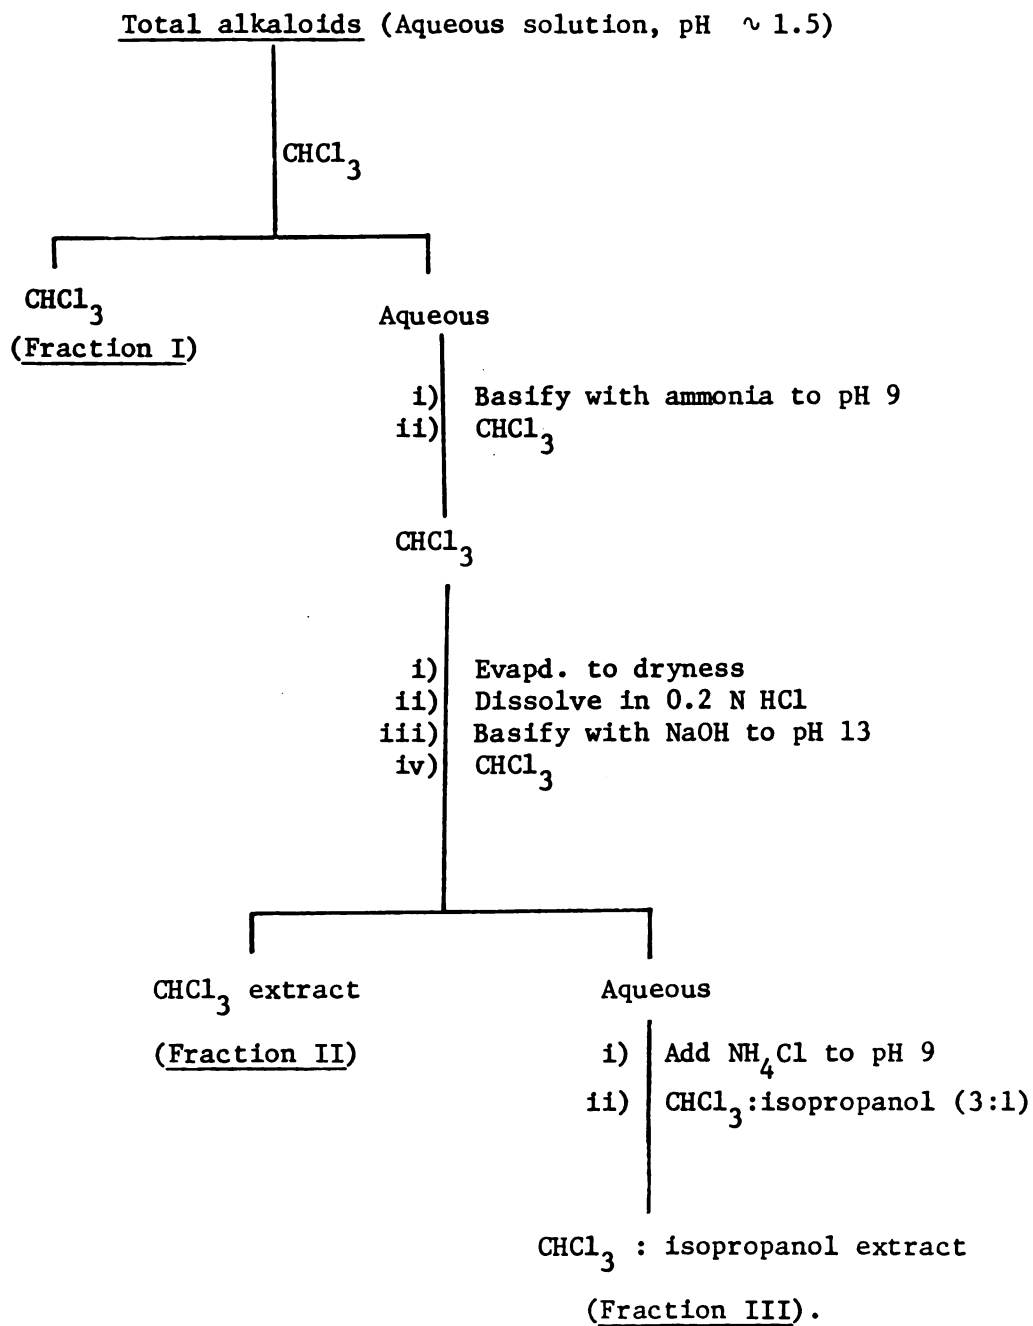 Total alkaloids (Aqueous solution, pH ∿ 1.5)
CHCl3
CHCl3
(Fraction I)
Aqueous
i) Basify with ammonia to pH 9
ii) CHCl3
CHCl3
i) Evapd. to dryness
ii) Dissolve in 0.2 N HCl
iii) Basify with NaOH to pH 13
iv) CHCl3
CHCl3 extract
(Fraction II)
Aqueous
i) Add NH4Cl to pH 9
ii) CHCl3:isopropanol (3:1)
CHCl3 : isopropanol extract
(Fraction III).